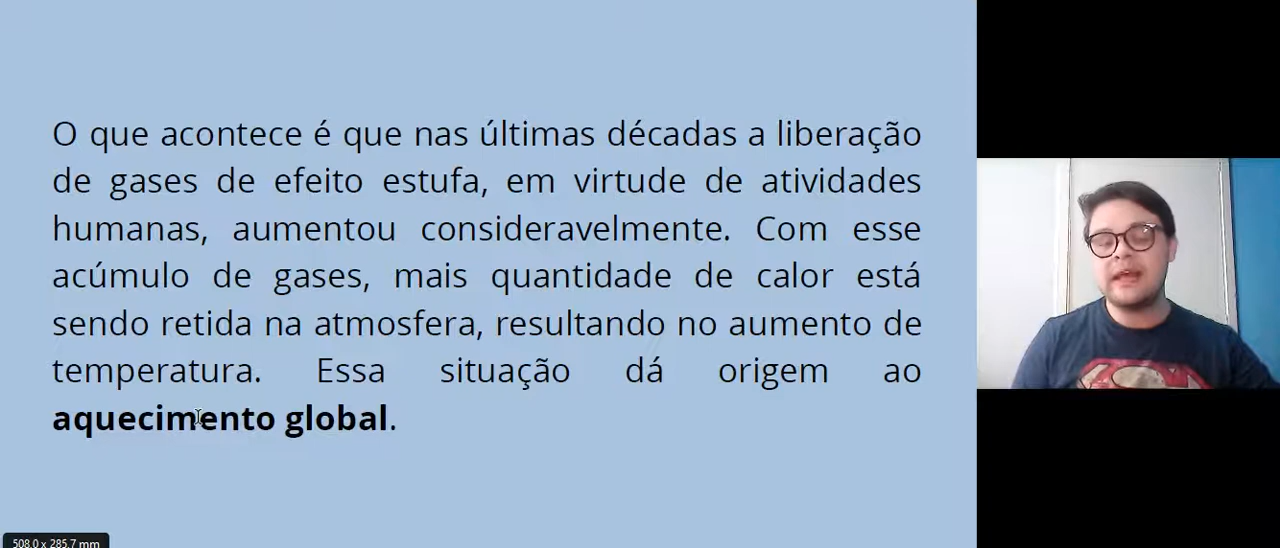 O que acontece é que nas últimas décadas a liberação
de gases de efeito estufa, em virtude de atividades
humanas, aumentou consideravelmente. Com esse
acúmulo de gases, mais quantidade de calor está
sendo retida na atmosfera, resultando no aumento de
temperatura. Essa situação dá origem ao
aquecimento global.
508,0 x 285,7 mm